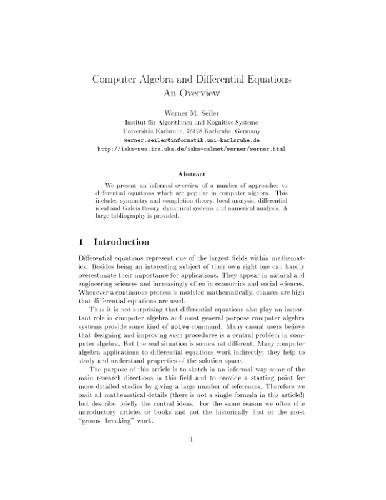 Computer Algebra and Differential Equations
An Overview
Werner M. Seiler
Institut für Algorithmen und Kognitive Systeme
Universität Karlsruhe, 76128 Karlsruhe, Germany
werner.seiler@informatik.uni-karlsruhe.de
http://iaks-www.ira.uka.de/iaks-calmet/werner/werner.html
Abstract
We present an informal overview of a number of approaches to
differential equations which are popular in computer algebra. This
includes symmetry and completion theory, local analysis, differential
ideal and Galois theory, dynamical systems and numerical analysis. A
large bibliography is provided.
1 Introduction
Differential equations represent one of the largest fields within mathemat-
ics. Besides being an interesting subject of their own right one can hardly
overestimate their importance for applications. They appear in natural and
engineering sciences and increasingly often in economics and social sciences.
Whenever a continuous process is modeled mathematically, chances are high
that differential equations are used.
Thus it is not surprising that differential equations also play an impor-
tant role in computer algebra and most general purpose computer algebra
systems provide some kind of solve command. Many casual users believe
that designing and improving such procedures is a central problem in com-
puter algebra. But the real situation is somewhat different. Many computer
algebra applications to differential equations work indirectly; they help to
study and understand properties of the solution space.
The purpose of this article is to sketch in an informal way some of the
main research directions in this field and to provide a starting point for
more detailed studies by giving a large number of references. Therefore we
omit all mathematical details (there is not a single formula in this article!)
but describe briefly the central ideas. For the same reason we often cite
introductory articles or books and not the historically first or the most
"ground breaking" work.
1